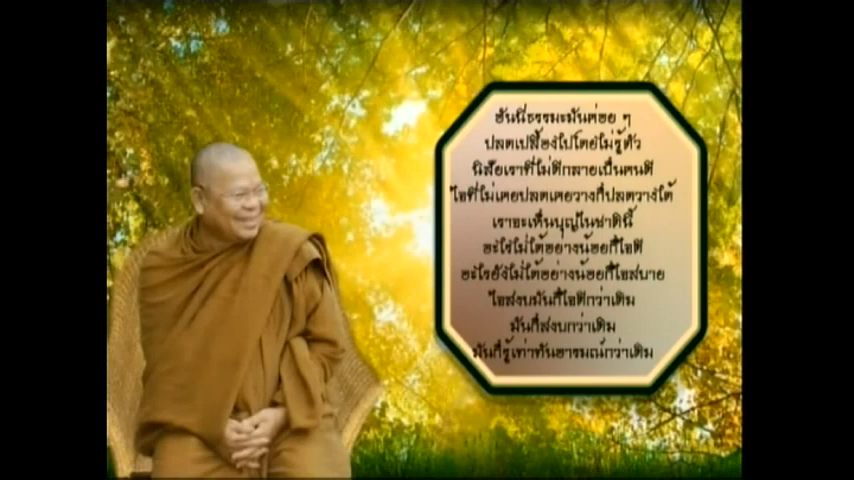 อันนี้ธรรมะมันค่อย ๆ
ปลดเปลื้องไปโดยไม่รู้ตัว
นิสัยเราที่ไม่ดีกลายเป็นคนดี
ใจที่ไม่เคยปลดเคยวางก็ปลดวางได้
เราจะเห็นบุญในชาตินี้
อะไรไม่ได้อย่างน้อยก็ใจดี
อะไรยังไม่ได้อย่างน้อยก็ใจสบาย
ใจสงบมันก็ใจดีกว่าเดิม
มันก็สงบกว่าเดิม
มันก็รู้เท่าทันอารมณ์กว่าเดิม